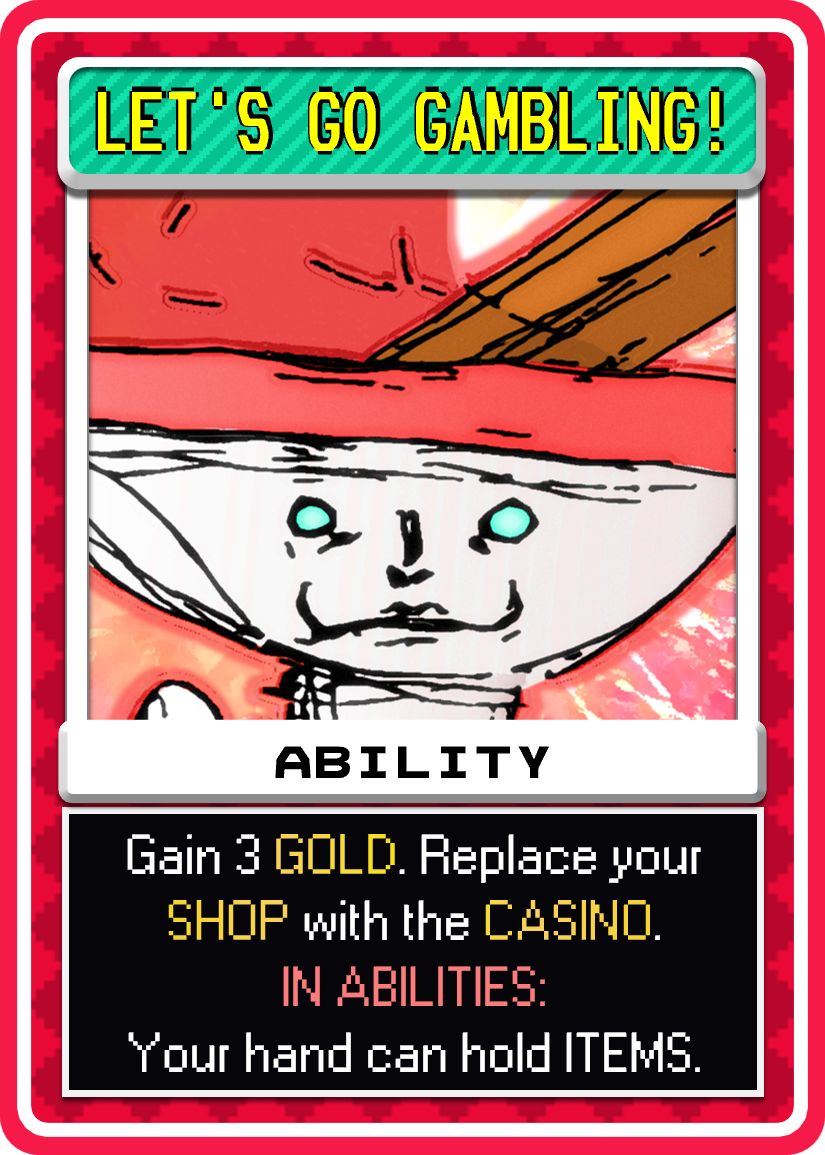 LET'S GO GAMBLING!
ABILITY
Gain 3 GOLD. Replace your
SHOP with the CASINO.
IN ABILITIES:
Your hand can hold ITEMS.